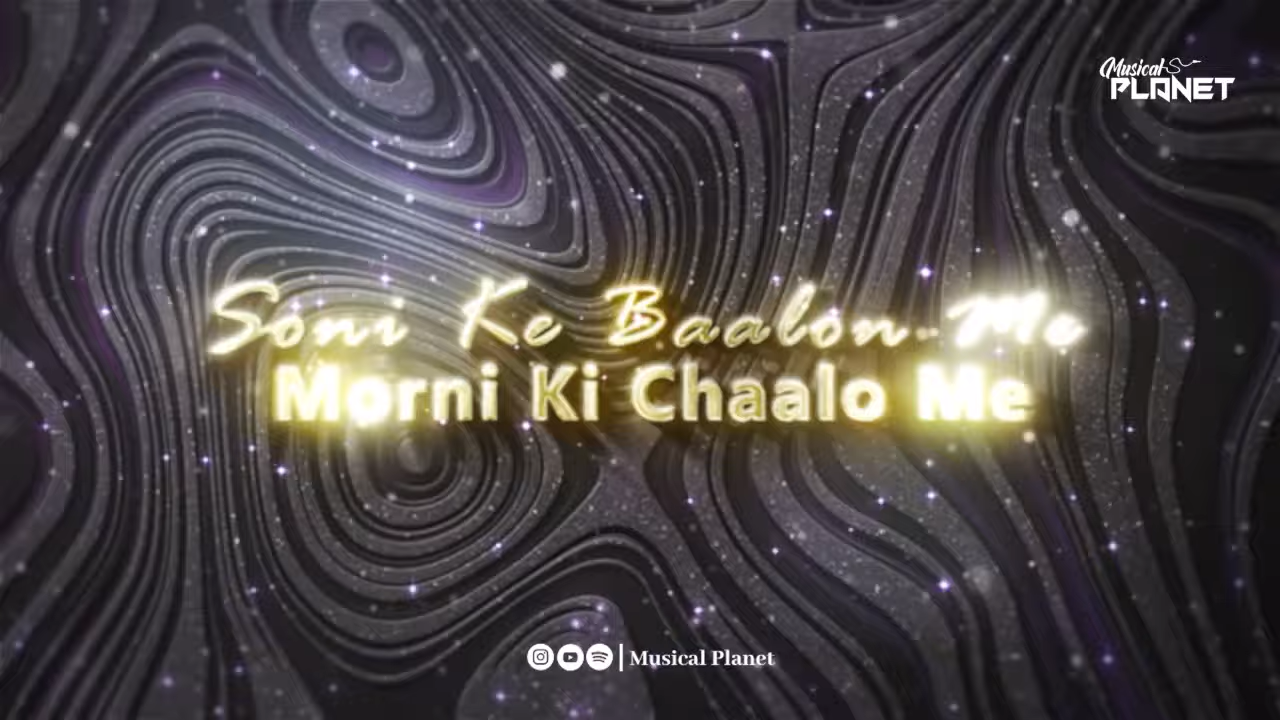 Musical
PLANET
Soni Ke Baalon Me
Morni Ki Chaalo Me
Musical Planet